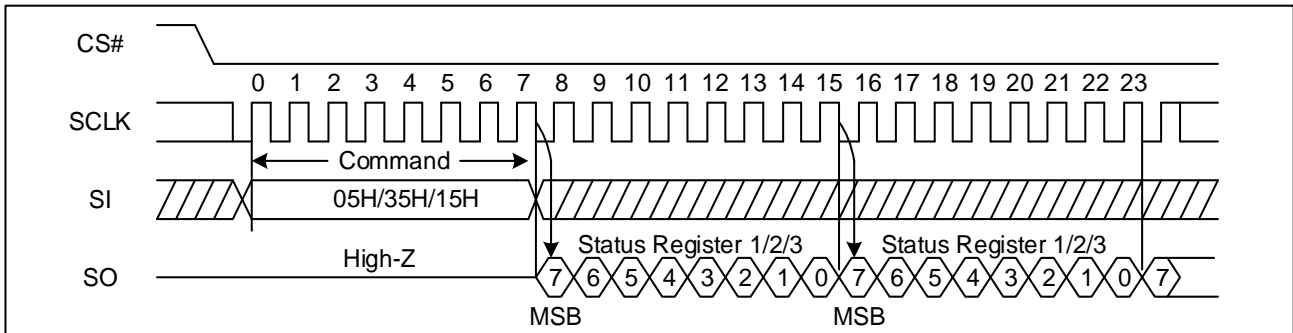 CS#
0 1 2 3 4 5 6 7 8 9 10 11 12 13 14 15 16 17 18 19 20 21 22 23
SCLK
Command
SI
05H/35H/15H
High-Z
Status Register 1/2/3 Status Register 1/2/3
SO
7 6 5 4 3 2 1 0 7 6 5 4 3 2 1 0 7
MSB MSB